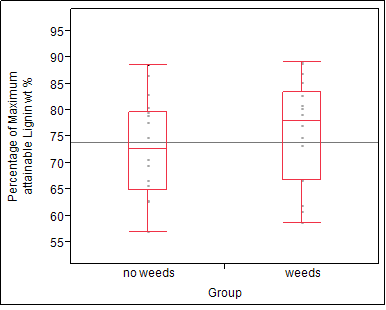 Percentage of Maximum
attainable Lignin wt %
95
90
85
80
75
70
65
60
55
no weeds
weeds
Group